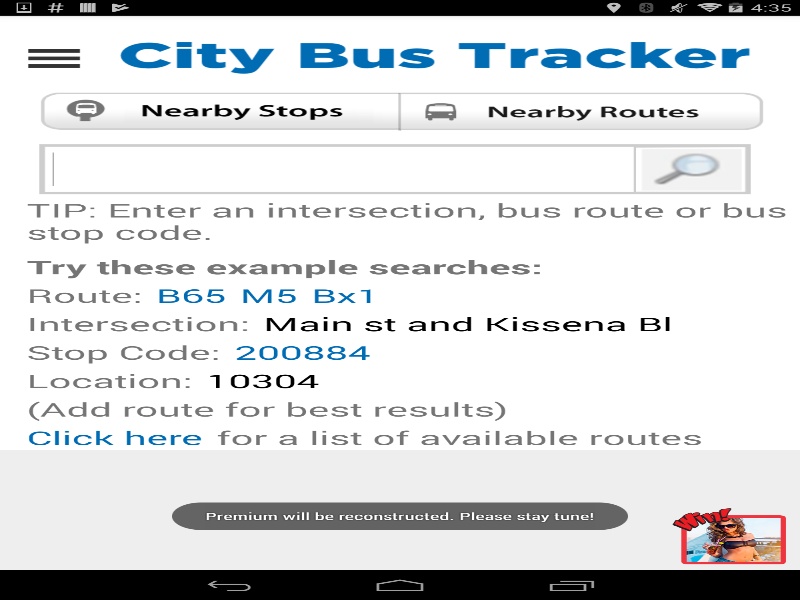 4:35
City Bus Tracker
Nearby Stops
Nearby Routes
TIP: Enter an intersection, bus route or bus
stop code.
Try these example searches:
Route: B65 M5 Bx1
Intersection: Main st and Kissena Bl
Stop Code: 200884
Location: 10304
(Add route for best results)
Click here for a list of available routes
Premium will be reconstructed. Please stay tune!
Win!